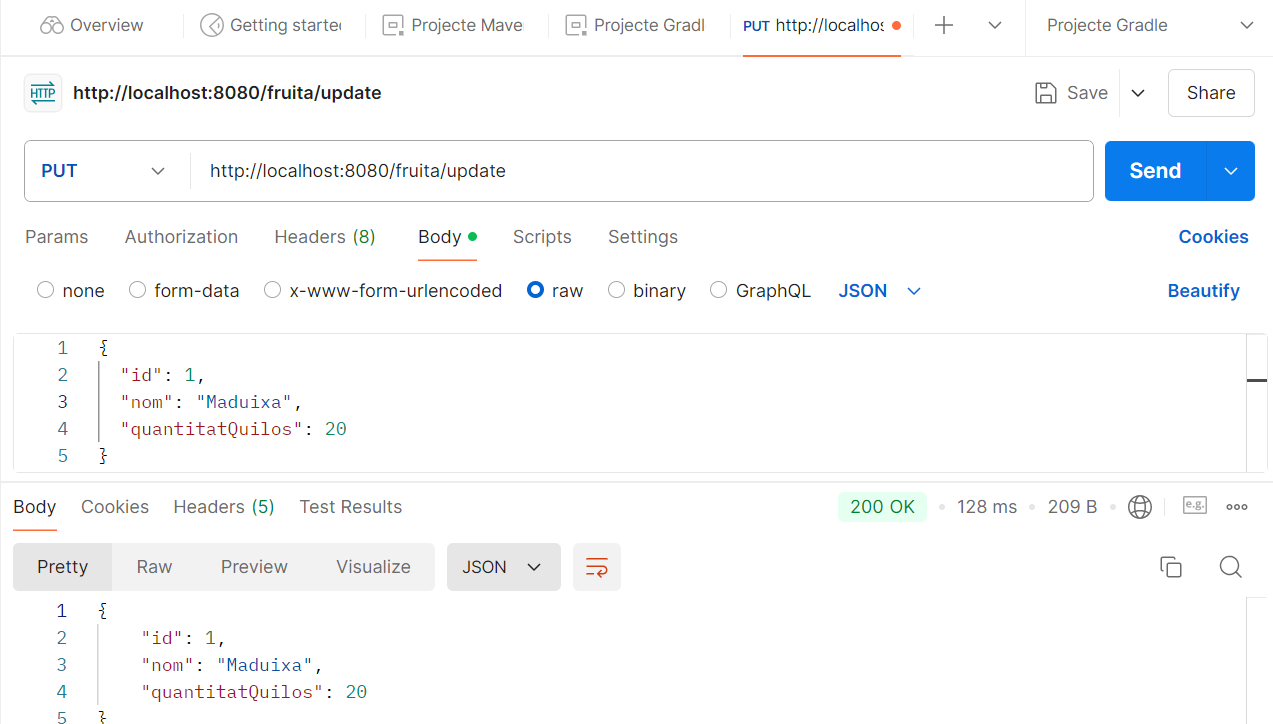 Overview Getting starte Projecte Mave Projecte Gradl PUT http://localhos Projecte Gradle
HTTP http://localhost:8080/fruita/update Save Share
PUT http://localhost:8080/fruita/update Send
Params Authorization Headers (8) Body Scripts Settings Cookies
none form-data x-www-form-urlencoded raw binary GraphQL JSON Beautify
1 {
2 "id": 1,
3 "nom": "Maduixa",
4 "quantitatQuilos": 20
5 }
Body Cookies Headers (5) Test Results 200 OK 128 ms 209 B e.g.
Pretty Raw Preview Visualize JSON
1 {
2 "id": 1,
3 "nom": "Maduixa",
4 "quantitatQuilos": 20
5 }